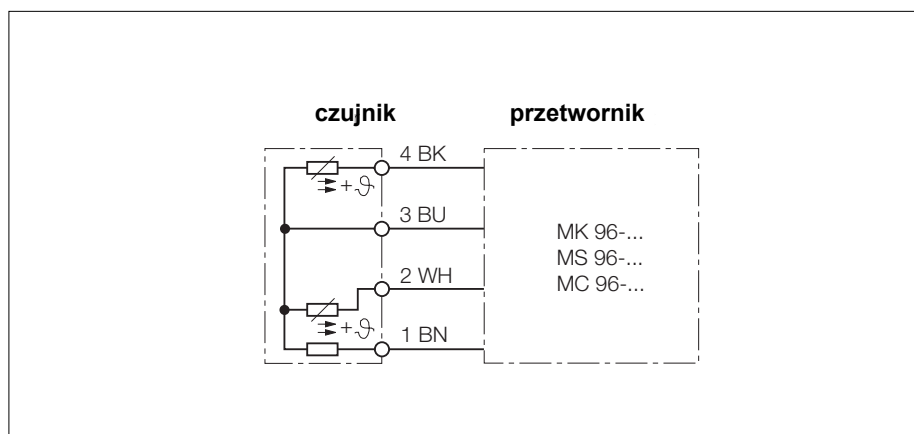 czujnik
przetwornik
4 BK
+ϑ
3 BU
MK 96-...
MS 96-...
MC 96-...
2 WH
+ϑ
1 BN